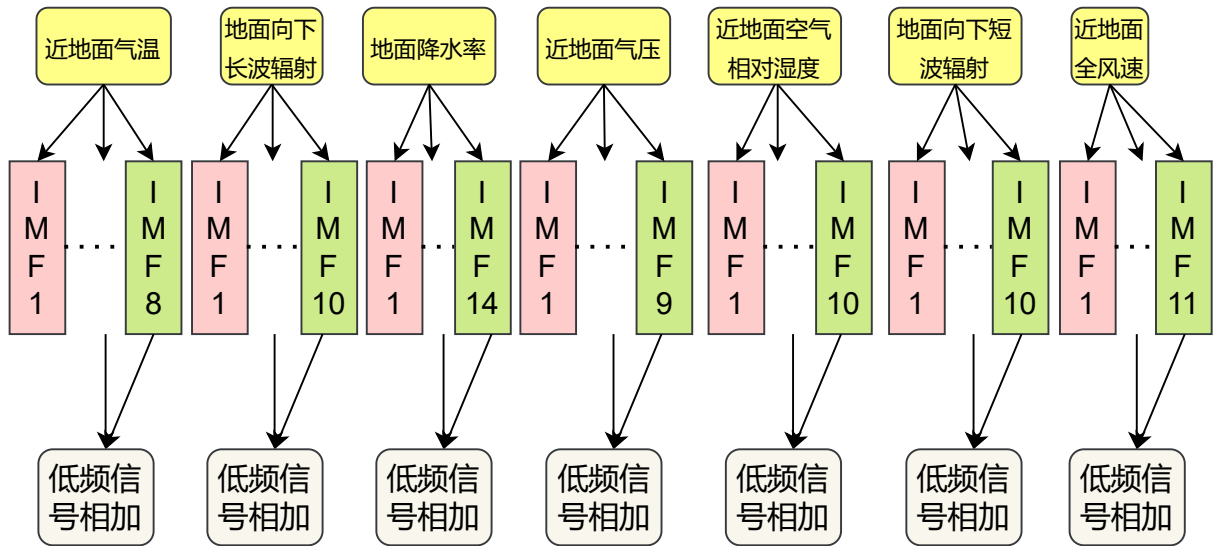 近地面气温
地面向下
长波辐射
地面降水率
近地面气压
近地面空气
相对湿度
地面向下短
波辐射
近地面
全风速
I
M
F
1
....
I
M
F
8
I
M
F
1
....
I
M
F
10
I
M
F
1
....
I
M
F
14
I
M
F
1
....
I
M
F
9
I
M
F
1
....
I
M
F
10
I
M
F
1
....
I
M
F
10
I
M
F
1
....
I
M
F
11
低频信
号相加
低频信
号相加
低频信
号相加
低频信
号相加
低频信
号相加
低频信
号相加
低频信
号相加